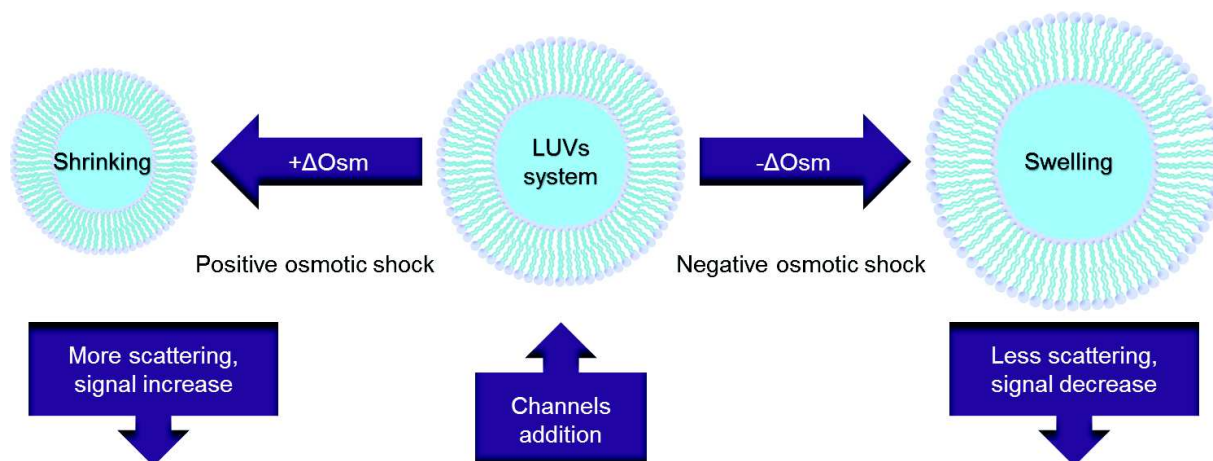 Shrinking
+ΔOsm
LUVs
system
-ΔOsm
Swelling
Positive osmotic shock
Negative osmotic shock
More scattering,
signal increase
Channels
addition
Less scattering,
signal decrease